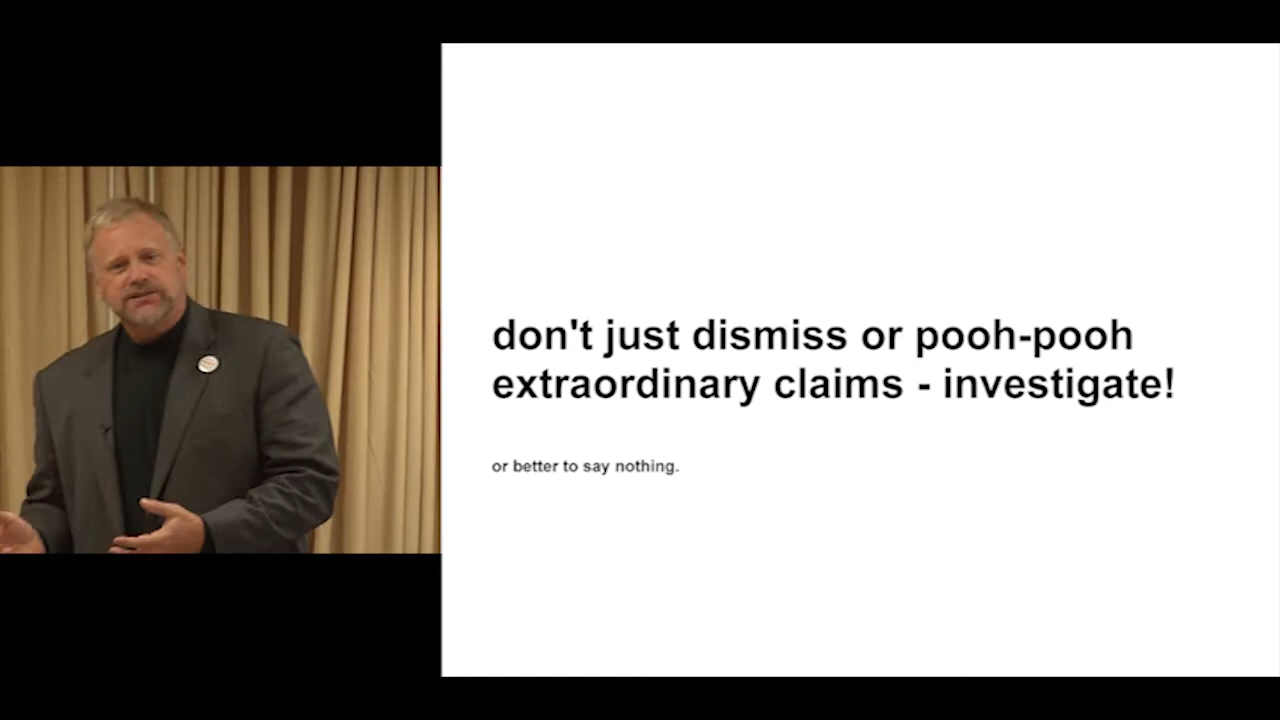 don't just dismiss or pooh-pooh
extraordinary claims - investigate!
or better to say nothing.